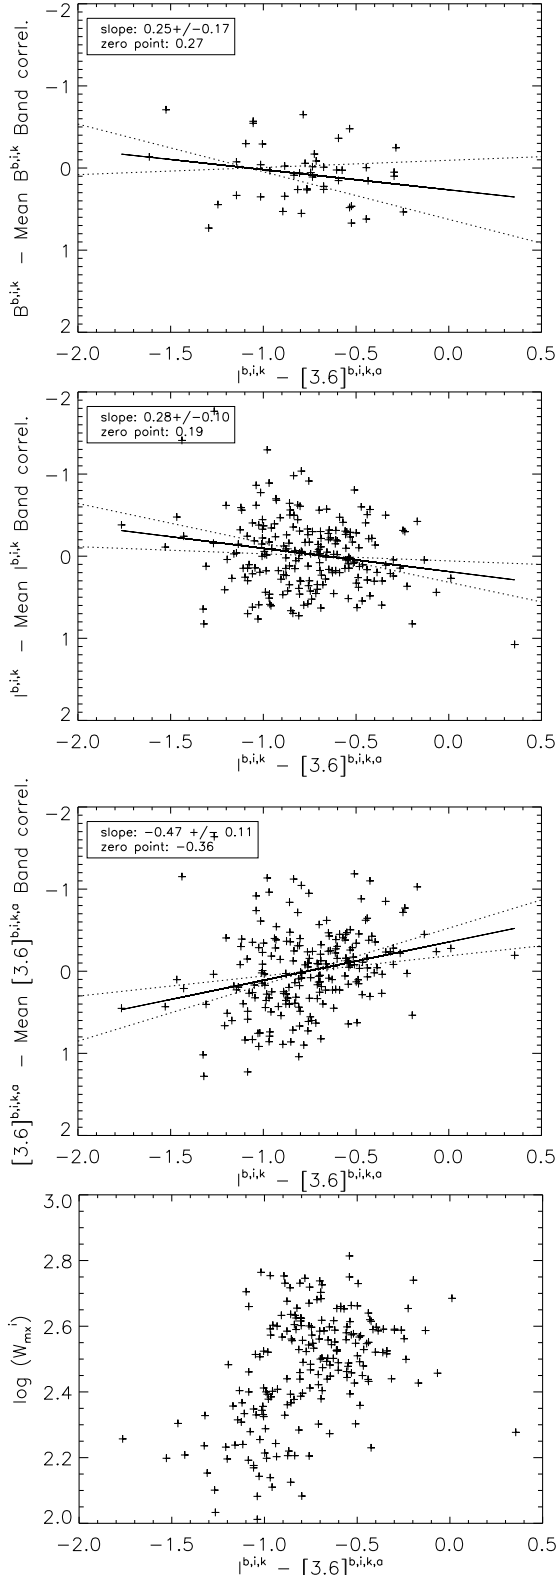 −2
slope: 0.25+/−0.17
zero point: 0.27
−1
0
1
2
B^b,i,k − Mean B^b,i,k Band correl.
−2.0 −1.5 −1.0 −0.5 0.0 0.5
I^b,i,k − [3.6]^b,i,k,a
−2
slope: 0.28+/−0.10
zero point: 0.19
−1
0
1
2
I^b,i,k − Mean I^b,i,k Band correl.
−2.0 −1.5 −1.0 −0.5 0.0 0.5
I^b,i,k − [3.6]^b,i,k,a
−2
slope: −0.47 +/− 0.11
zero point: −0.36
−1
0
1
2
[3.6]^b,i,k,a − Mean [3.6]^b,i,k,a Band correl.
−2.0 −1.5 −1.0 −0.5 0.0 0.5
I^b,i,k − [3.6]^b,i,k,a
3.0
2.8
2.6
2.4
2.2
2.0
log (W_mx^i)
−2.0 −1.5 −1.0 −0.5 0.0 0.5
I^b,i,k − [3.6]^b,i,k,a